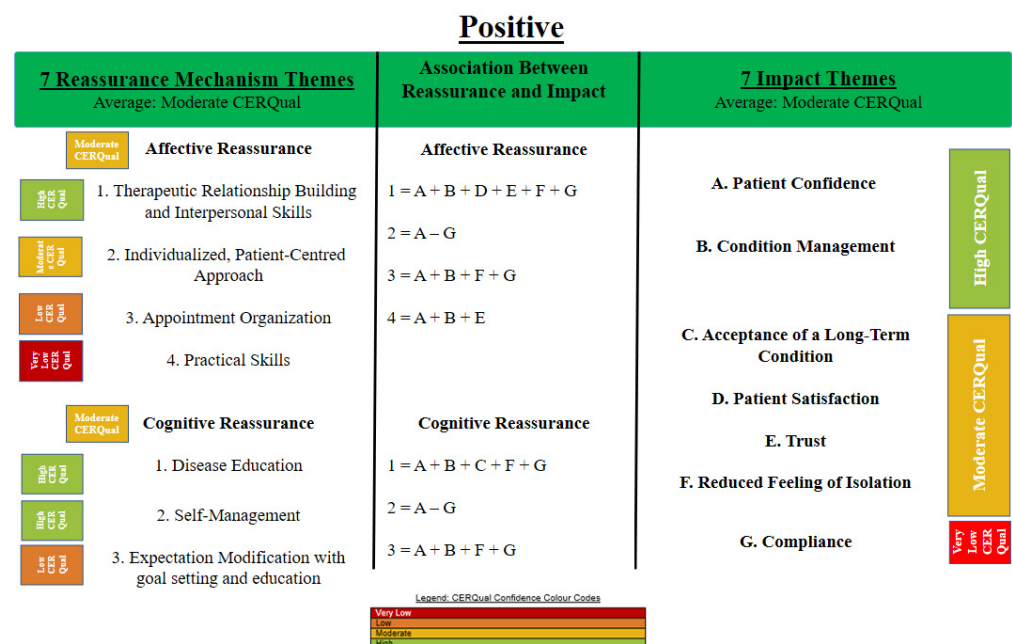 Positive
7 Reassurance Mechanism Themes
Average: Moderate CERQual
Association Between
Reassurance and Impact
7 Impact Themes
Average: Moderate CERQual
Moderate
CERQual
Affective Reassurance
High
CER
Qual
1. Therapeutic Relationship Building
and Interpersonal Skills
Moderat
e CER
Qual
2. Individualized, Patient-Centred
Approach
Low
CER
Qual
3. Appointment Organization
Very
Low
CER
Qual
4. Practical Skills
Moderate
CERQual
Cognitive Reassurance
High
CER
Qual
1. Disease Education
High
CER
Qual
2. Self-Management
Low
CER
Qual
3. Expectation Modification with
goal setting and education
Affective Reassurance
1 = A + B + D + E + F + G
2 = A – G
3 = A + B + F + G
4 = A + B + E
Cognitive Reassurance
1 = A + B + C + F + G
2 = A – G
3 = A + B + F + G
A. Patient Confidence
B. Condition Management
C. Acceptance of a Long-Term
Condition
D. Patient Satisfaction
E. Trust
F. Reduced Feeling of Isolation
G. Compliance
High CERQual
Moderate CERQual
Very
Low
CER
Qual
Legend: CERQual Confidence Colour Codes
Very Low
Low
Moderate
High